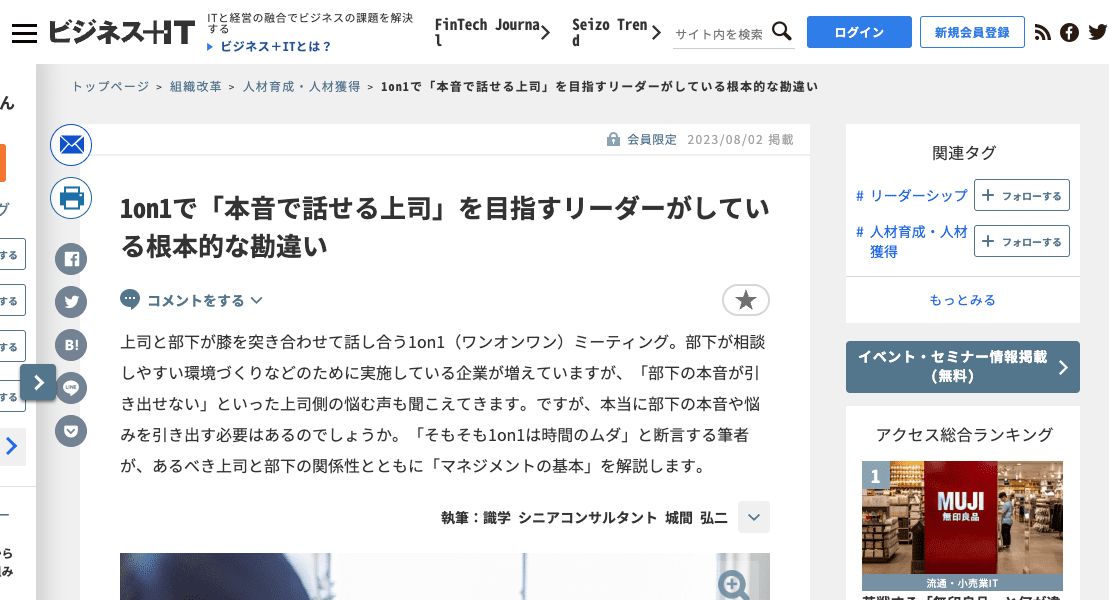 ビジネス+IT
ITと経営の融合でビジネスの課題を解決
する
ビジネス+ITとは？
FinTech Journa
l
Seizo Tren
d
サイト内を検索
ログイン
新規会員登録
トップページ > 組織改革 > 人材育成・人材獲得 > 1on1で「本音で話せる上司」を目指すリーダーがしている根本的な勘違い
会員限定 2023/08/02 掲載
1on1で「本音で話せる上司」を目指すリーダーがしてい
る根本的な勘違い
コメントをする
上司と部下が膝を突き合わせて話し合う1on1（ワンオンワン）ミーティング。部下が相談
しやすい環境づくりなどのために実施している企業が増えていますが、「部下の本音が引
き出せない」といった上司側の悩む声も聞こえてきます。ですが、本当に部下の本音や悩
みを引き出す必要はあるのでしょうか。「そもそも1on1は時間のムダ」と断言する筆者
が、あるべき上司と部下の関係性とともに「マネジメントの基本」を解説します。
執筆：識学 シニアコンサルタント 城間 弘二
ん
グ
する
する
する
する
ー
から
組み
B!
LINE
関連タグ
# リーダーシップ
+ フォローする
# 人材育成・人材
獲得
+ フォローする
もっとみる
イベント・セミナー情報掲載
（無料）
アクセス総合ランキング
1
MUJI
無印良品
流通・小売業IT